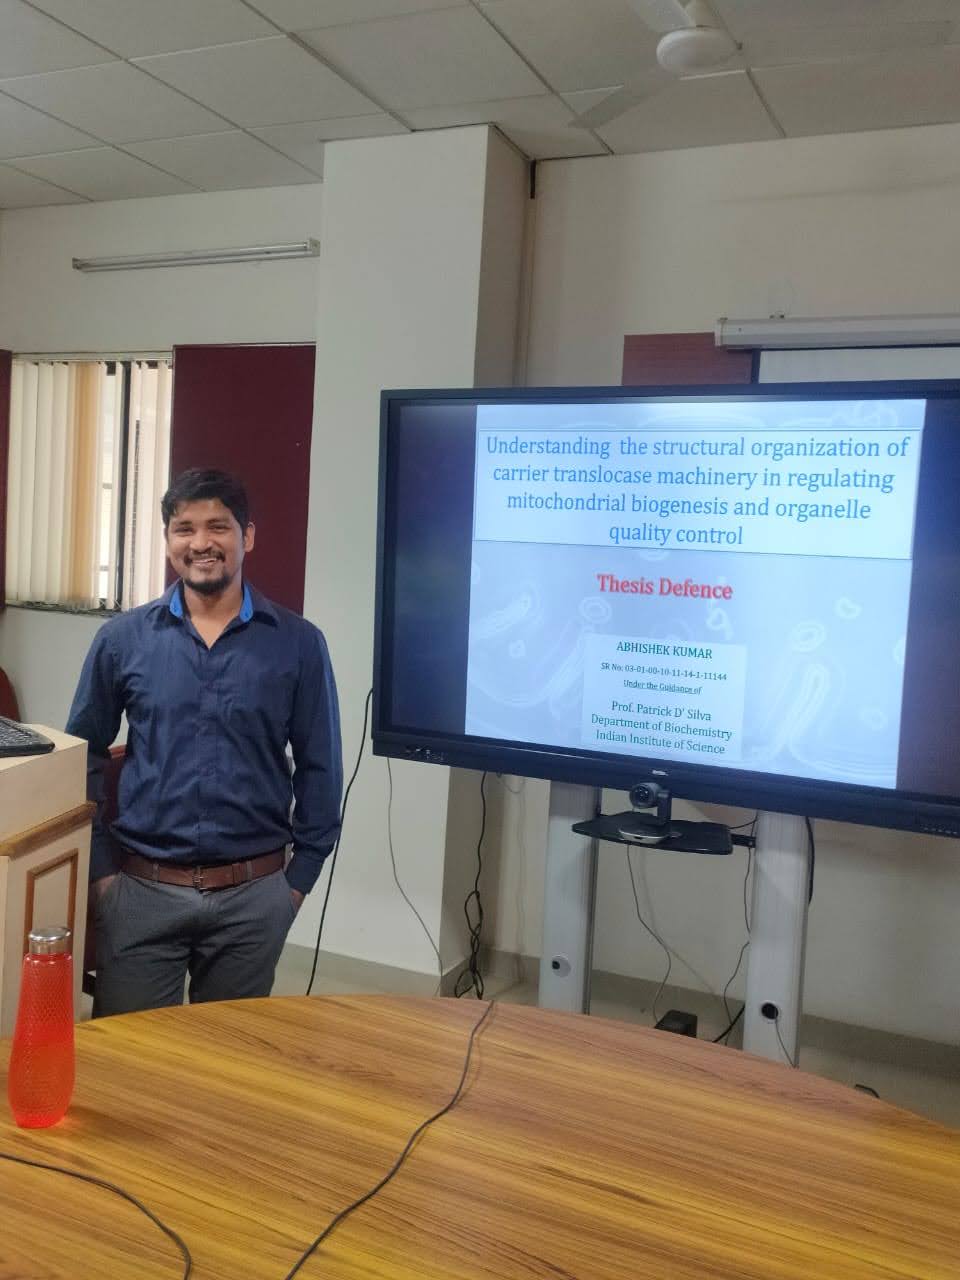 Understanding the structural organization of
carrier translocase machinery in regulating
mitochondrial biogenesis and organelle
quality control
Thesis Defence
ABHISHEK KUMAR
SR No: 03-01-00-10-11-14-1-11144
Under the Guidance of
Prof. Patrick D' Silva
Department of Biochemistry
Indian Institute of Science